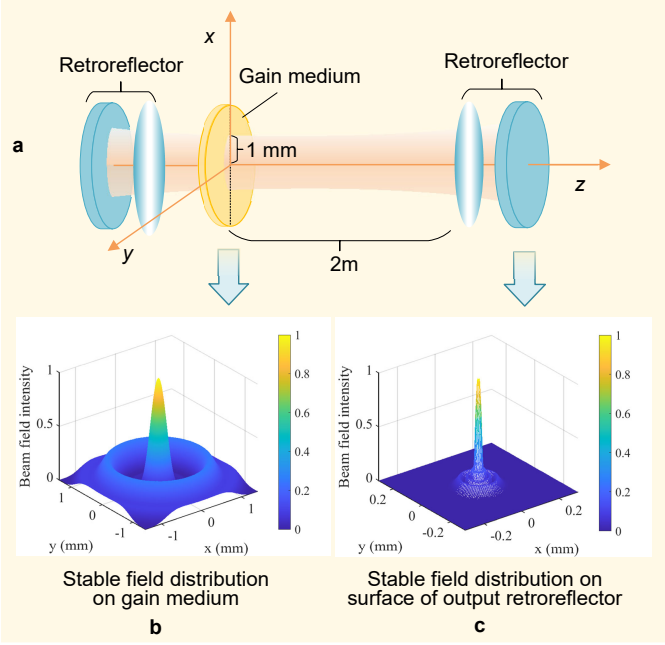 x
Retroreflector
Gain medium
Retroreflector
a
1 mm
z
y
2m
1
1
0.8
0.6
0.4
0.2
0
Beam field intensity
1
0.5
0
1
0
-1
y (mm)
-1
0
1
x (mm)
1
0.8
0.6
0.4
0.2
0
Beam field intensity
1
0.5
0
0.2
0
-0.2
y (mm)
-0.2
0
0.2
x (mm)
Stable field distribution
on gain medium
b
Stable field distribution on
surface of output retroreflector
c